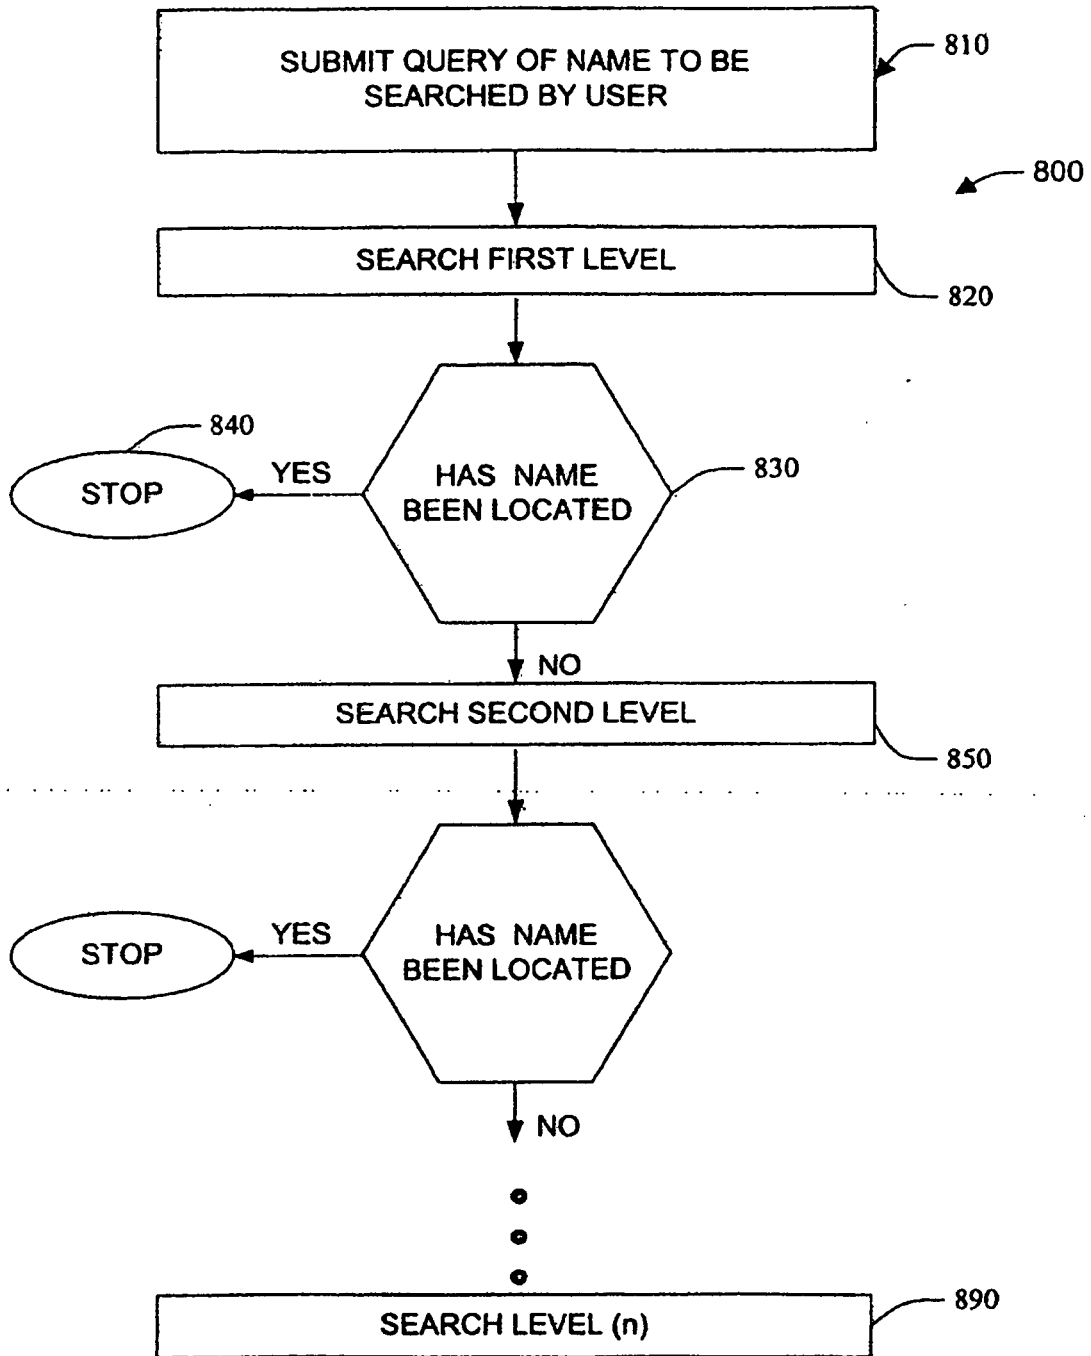 SUBMIT QUERY OF NAME TO BE
SEARCHED BY USER
810
800
SEARCH FIRST LEVEL
820
840
STOP
YES
HAS NAME
BEEN LOCATED
830
NO
SEARCH SECOND LEVEL
850
STOP
YES
HAS NAME
BEEN LOCATED
NO
890
SEARCH LEVEL (n)